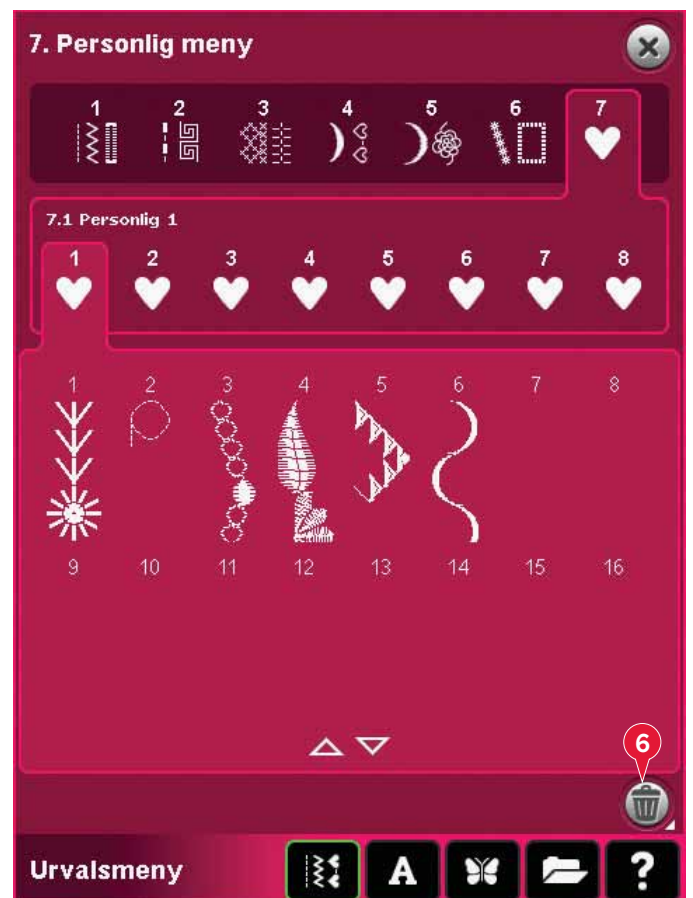 7. Personlig meny
1 2 3 4 5 6 7
7.1 Personlig 1
1 2 3 4 5 6 7 8
1 2 3 4 5 6 7 8
9 10 11 12 13 14 15 16
6
Urvalsmeny A ?